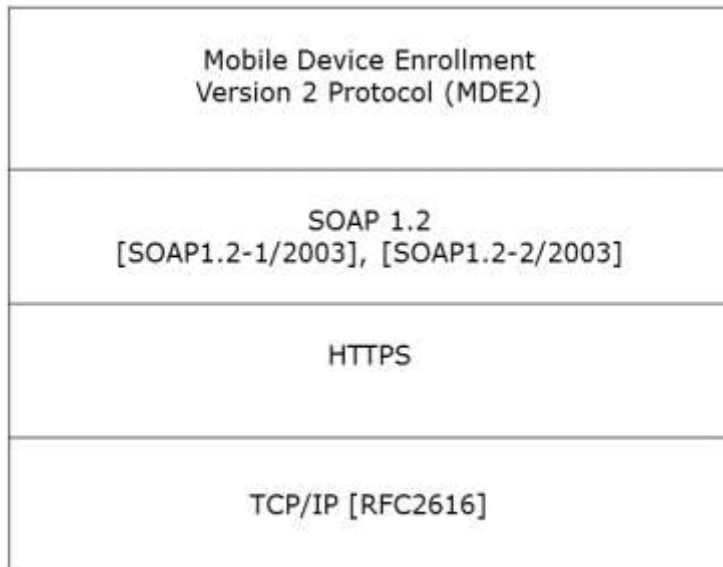 Mobile Device Enrollment
Version 2 Protocol (MDE2)
SOAP 1.2
[SOAP1.2-1/2003], [SOAP1.2-2/2003]
HTTPS
TCP/IP [RFC2616]